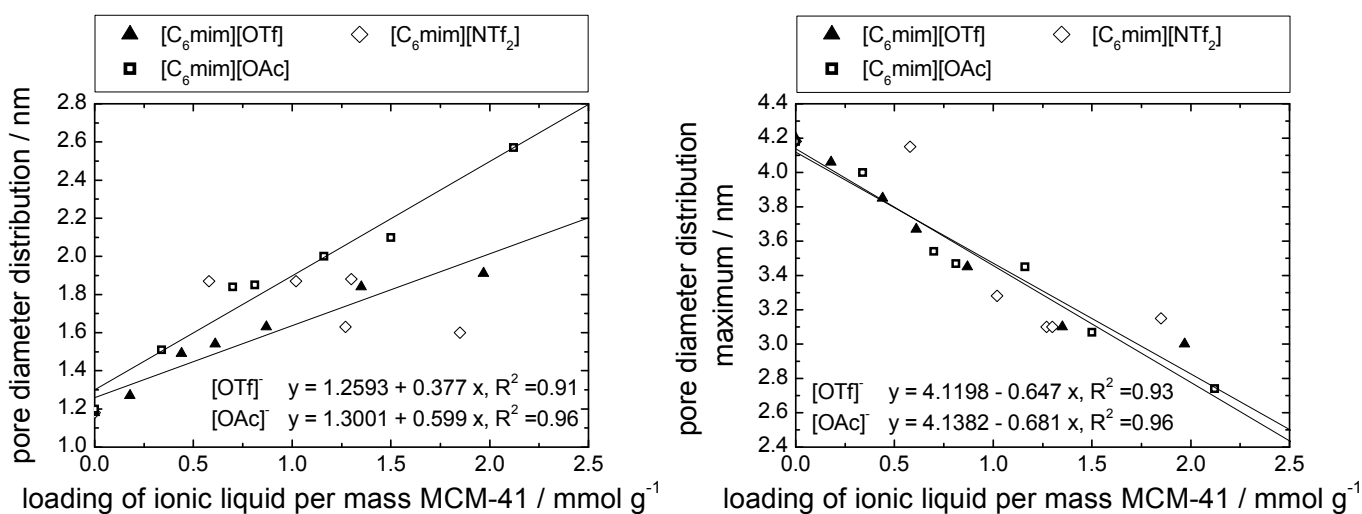 [C₆mim][OTf] [C₆mim][NTf₂]
[C₆mim][OAc]
pore diameter distribution / nm
2.8
2.6
2.4
2.2
2.0
1.8
1.6
1.4
1.2
1.0
[OTf]⁻ y = 1.2593 + 0.377 x, R² =0.91
[OAc]⁻ y = 1.3001 + 0.599 x, R² =0.96
0.0 0.5 1.0 1.5 2.0 2.5
loading of ionic liquid per mass MCM-41 / mmol g⁻¹
[C₆mim][OTf] [C₆mim][NTf₂]
[C₆mim][OAc]
pore diameter distribution
maximum / nm
4.4
4.2
4.0
3.8
3.6
3.4
3.2
3.0
2.8
2.6
2.4
[OTf]⁻ y = 4.1198 - 0.647 x, R² =0.93
[OAc]⁻ y = 4.1382 - 0.681 x, R² =0.96
0.0 0.5 1.0 1.5 2.0 2.5
loading of ionic liquid per mass MCM-41 / mmol g⁻¹